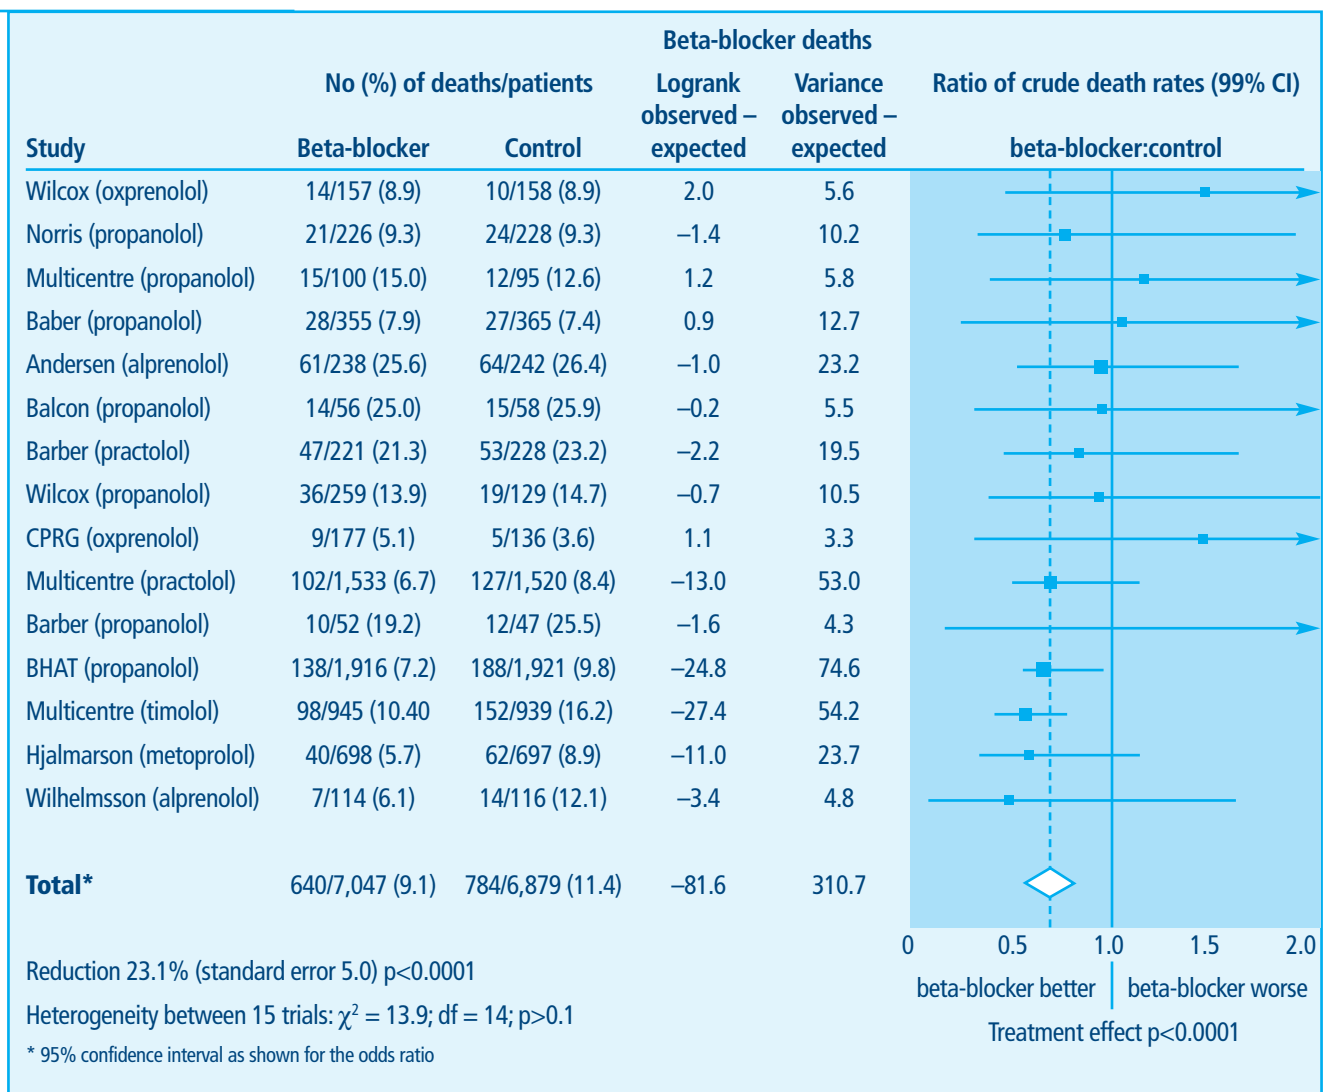 Beta-blocker deaths
No (%) of deaths/patients Logrank Variance Ratio of crude death rates (99% CI)
observed – observed –
Study Beta-blocker Control expected expected beta-blocker:control
Wilcox (oxprenolol) 14/157 (8.9) 10/158 (8.9) 2.0 5.6
Norris (propanolol) 21/226 (9.3) 24/228 (9.3) –1.4 10.2
Multicentre (propanolol) 15/100 (15.0) 12/95 (12.6) 1.2 5.8
Baber (propanolol) 28/355 (7.9) 27/365 (7.4) 0.9 12.7
Andersen (alprenolol) 61/238 (25.6) 64/242 (26.4) –1.0 23.2
Balcon (propanolol) 14/56 (25.0) 15/58 (25.9) –0.2 5.5
Barber (practolol) 47/221 (21.3) 53/228 (23.2) –2.2 19.5
Wilcox (propanolol) 36/259 (13.9) 19/129 (14.7) –0.7 10.5
CPRG (oxprenolol) 9/177 (5.1) 5/136 (3.6) 1.1 3.3
Multicentre (practolol) 102/1,533 (6.7) 127/1,520 (8.4) –13.0 53.0
Barber (propanolol) 10/52 (19.2) 12/47 (25.5) –1.6 4.3
BHAT (propanolol) 138/1,916 (7.2) 188/1,921 (9.8) –24.8 74.6
Multicentre (timolol) 98/945 (10.40 152/939 (16.2) –27.4 54.2
Hjalmarson (metoprolol) 40/698 (5.7) 62/697 (8.9) –11.0 23.7
Wilhelmsson (alprenolol) 7/114 (6.1) 14/116 (12.1) –3.4 4.8
Total* 640/7,047 (9.1) 784/6,879 (11.4) –81.6 310.7
0 0.5 1.0 1.5 2.0
Reduction 23.1% (standard error 5.0) p<0.0001
beta-blocker better beta-blocker worse
Heterogeneity between 15 trials: χ² = 13.9; df = 14; p>0.1
Treatment effect p<0.0001
* 95% confidence interval as shown for the odds ratio